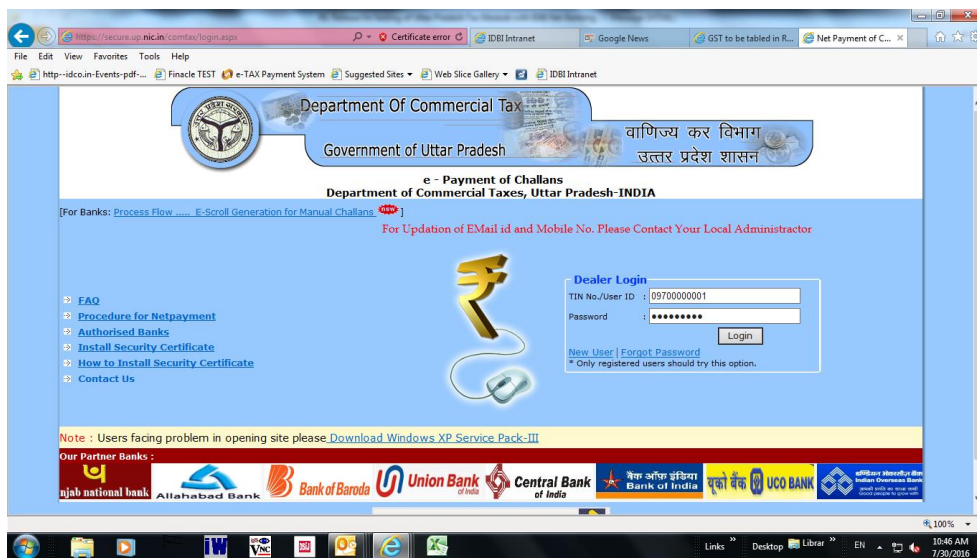 https://secure.up.nic.in/comtax/login.aspx
Certificate error
IDBI Intranet
Google News
GST to be tabled in R...
Net Payment of C...
File Edit View Favorites Tools Help
http--idco.in-Events-pdf-... Finacle TEST e-TAX Payment System Suggested Sites Web Slice Gallery IDBI Intranet
Department Of Commercial Tax
Government of Uttar Pradesh
वाणिज्य कर विभाग
उत्तर प्रदेश शासन
e - Payment of Challans
Department of Commercial Taxes, Uttar Pradesh-INDIA
[For Banks: Process Flow ..... E-Scroll Generation for Manual Challans new ]
For Updation of EMail id and Mobile No. Please Contact Your Local Administractor
FAQ
Procedure for Netpayment
Authorised Banks
Install Security Certificate
How to Install Security Certificate
Contact Us
Dealer Login
TIN No./User ID : 09700000001
Password : •••••••••
Login
New User | Forgot Password
* Only registered users should try this option.
Note : Users facing problem in opening site please Download Windows XP Service Pack-III
Our Partner Banks :
njab national bank
Allahabad Bank
Bank of Baroda
Union Bank
of India
Central Bank
of India
बैंक ऑफ इंडिया
Bank of India
यूको बैंक UCO BANK
Indian Overseas Bank
Good people to grow with
100%
VNC
Links Desktop Librar EN
10:46 AM
7/30/2016